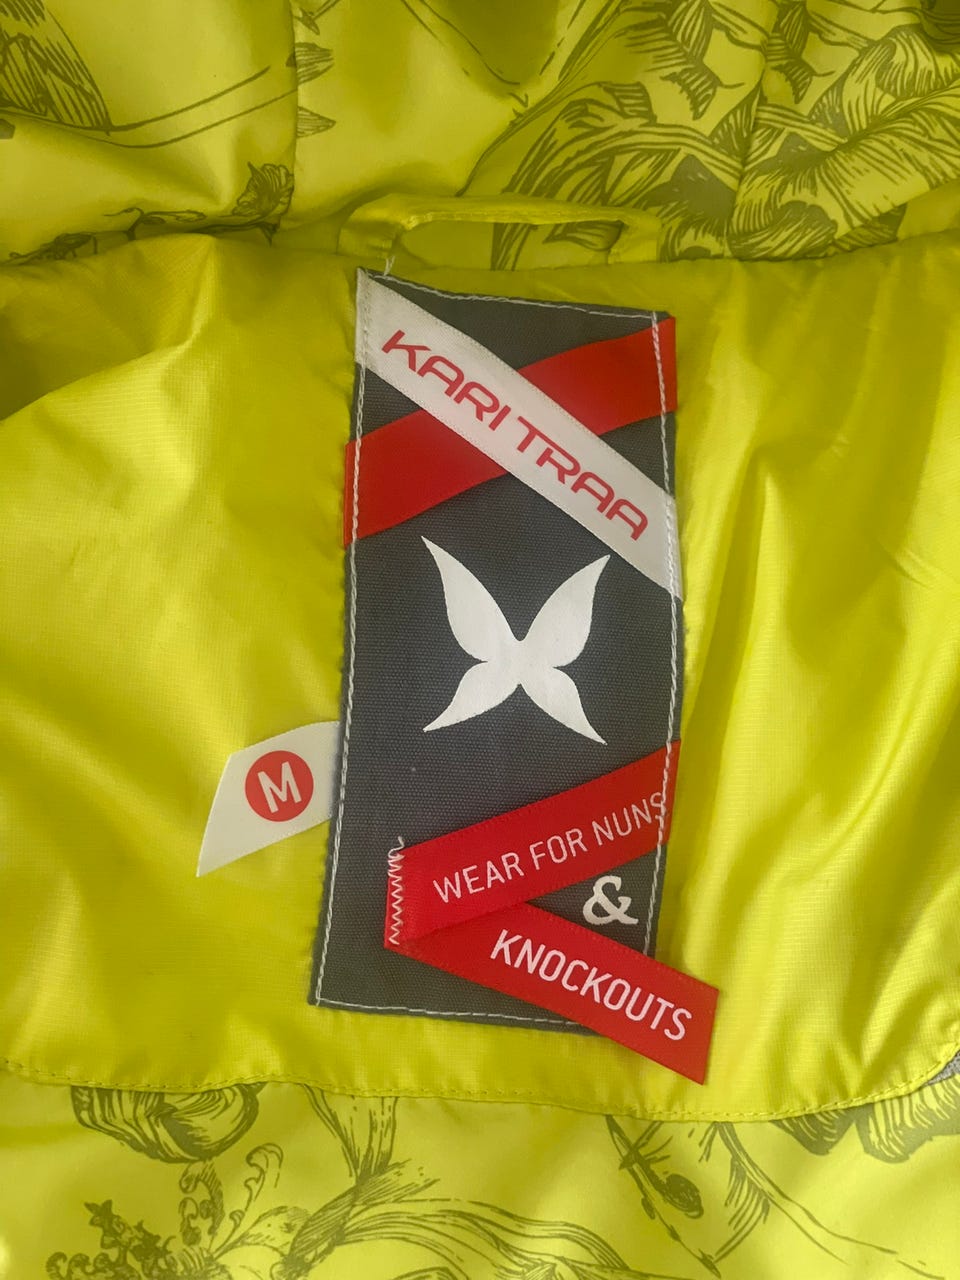 KARI TRAA
M
WEAR FOR NUNS
&
KNOCKOUTS